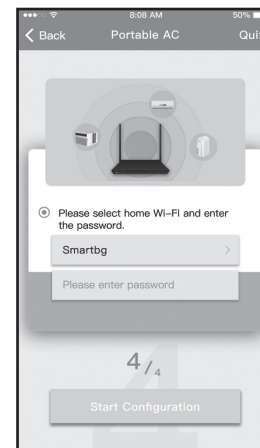 8:08 AM 50%
Back Portable AC Qui
Please select home Wi-Fi and enter
the password.
Smartbg
Please enter password
4/4
Start Configuration